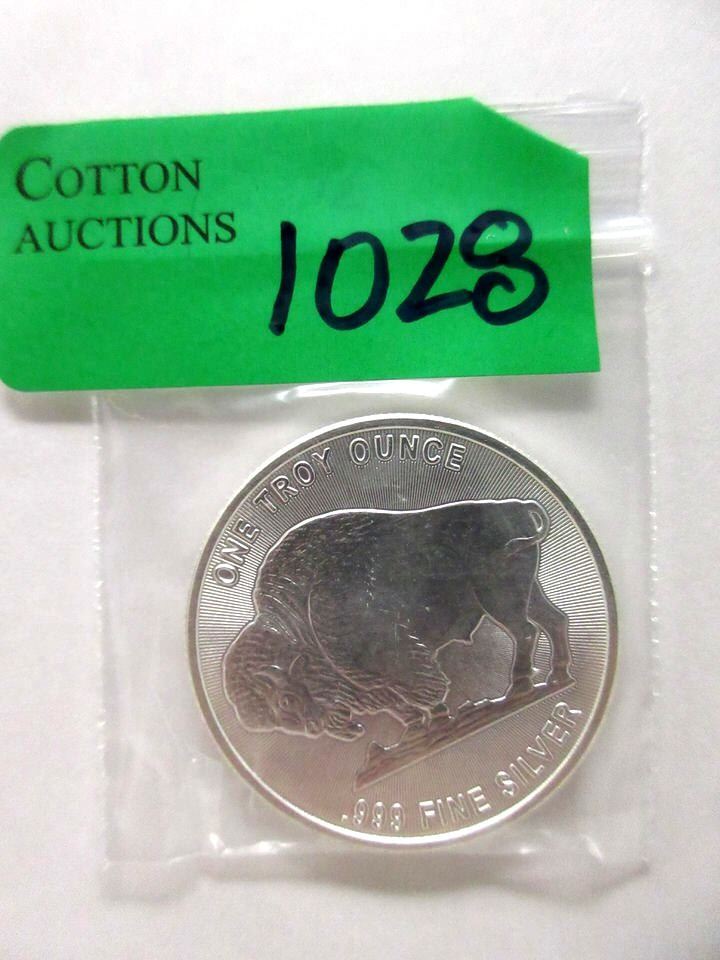 COTTON
AUCTIONS
1028
ONE TROY OUNCE
.999 FINE SILVER